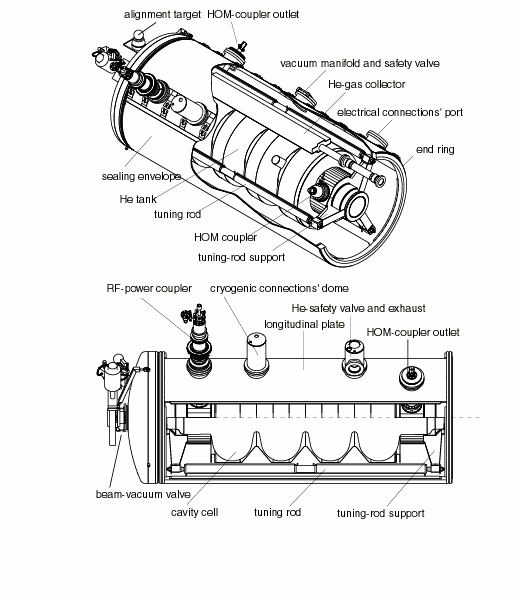 alignment target
HOM-coupler outlet
vacuum manifold and safety valve
He-gas collector
electrical connections' port
end ring
sealing envelope
He tank
tuning rod
HOM coupler
tuning-rod support
RF-power coupler
cryogenic connections' dome
He-safety valve and exhaust
longitudinal plate
HOM-coupler outlet
beam-vacuum valve
cavity cell
tuning rod
tuning-rod support